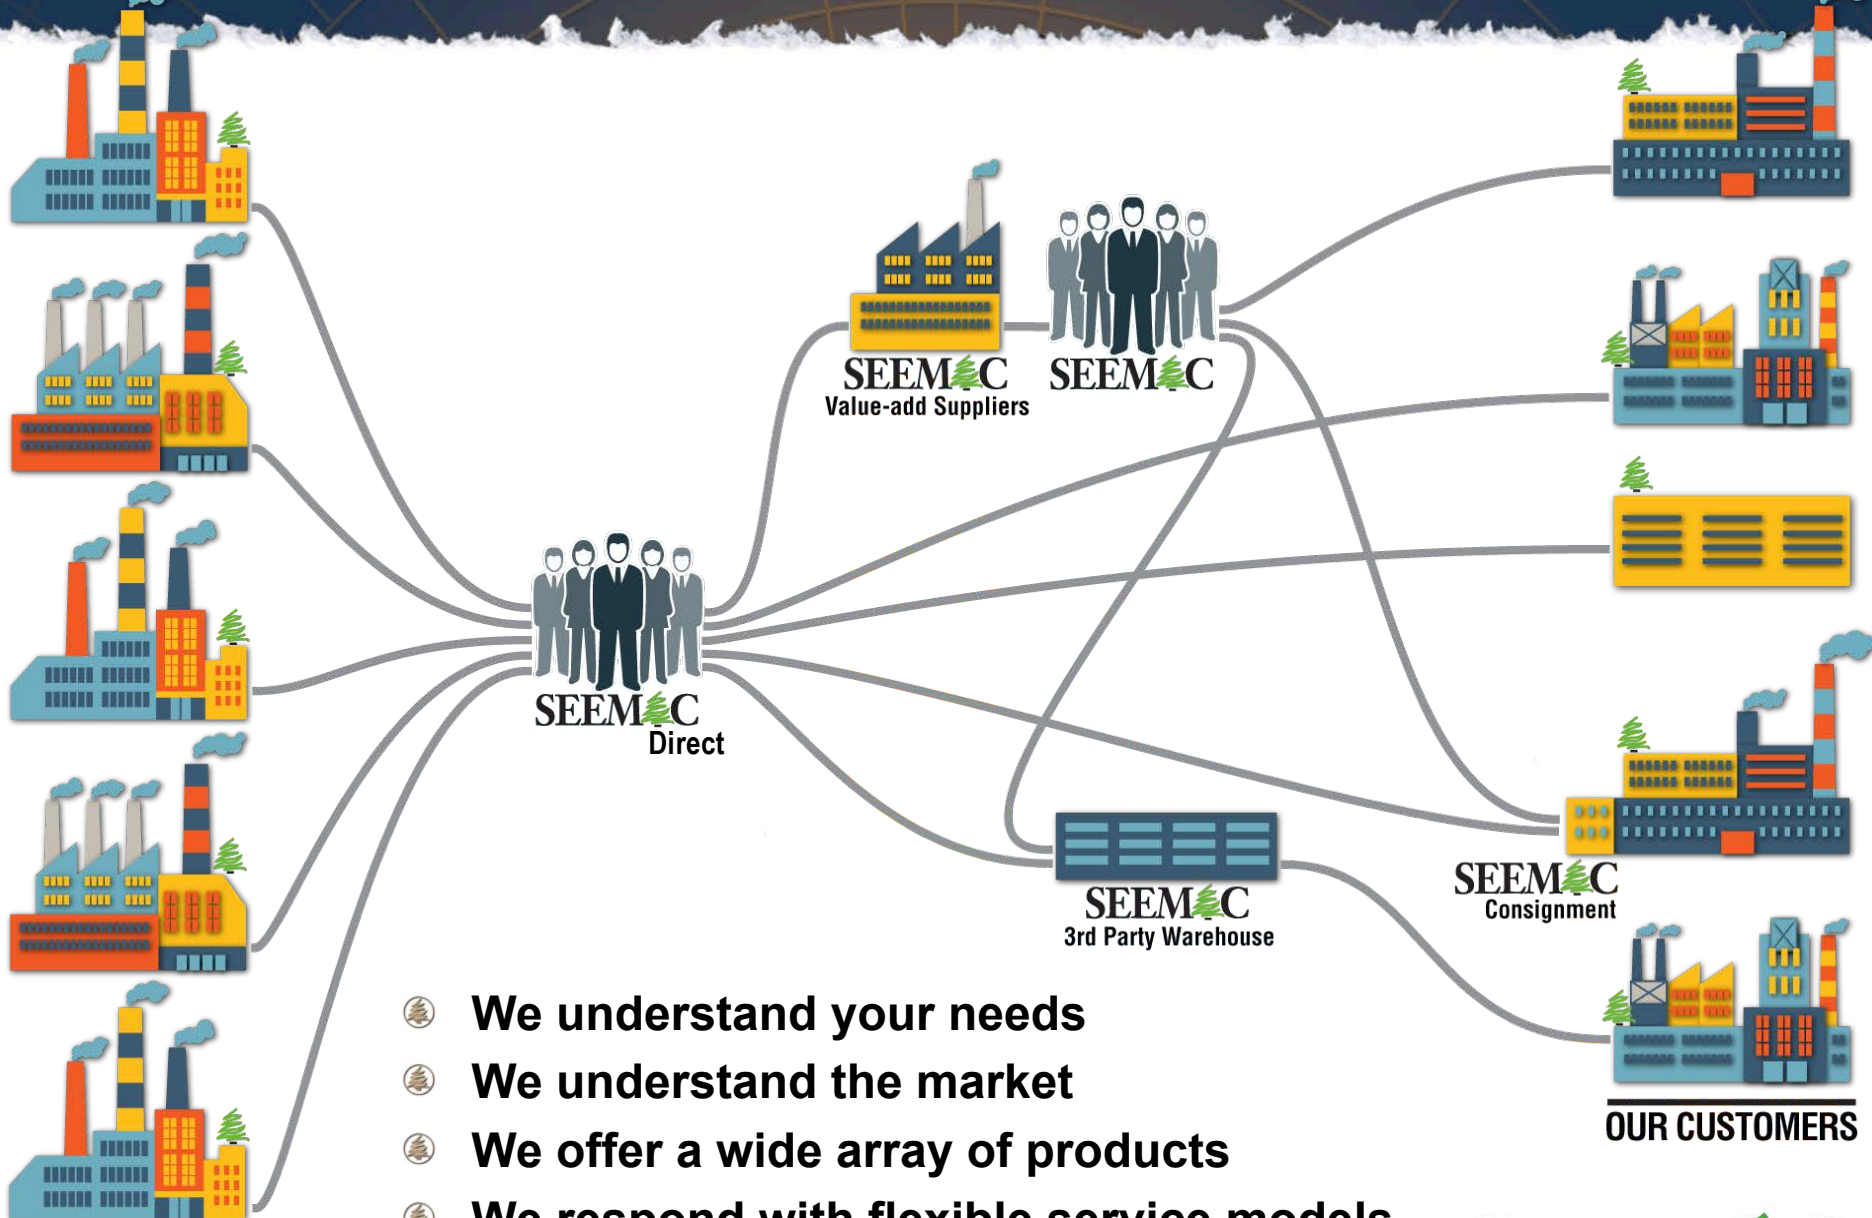 SEEMAC
Value-add Suppliers
SEEMAC
SEEMAC
Direct
SEEMAC
3rd Party Warehouse
SEEMAC
Consignment
We understand your needs
We understand the market
We offer a wide array of products
We respond with flexible service models
OUR CUSTOMERS